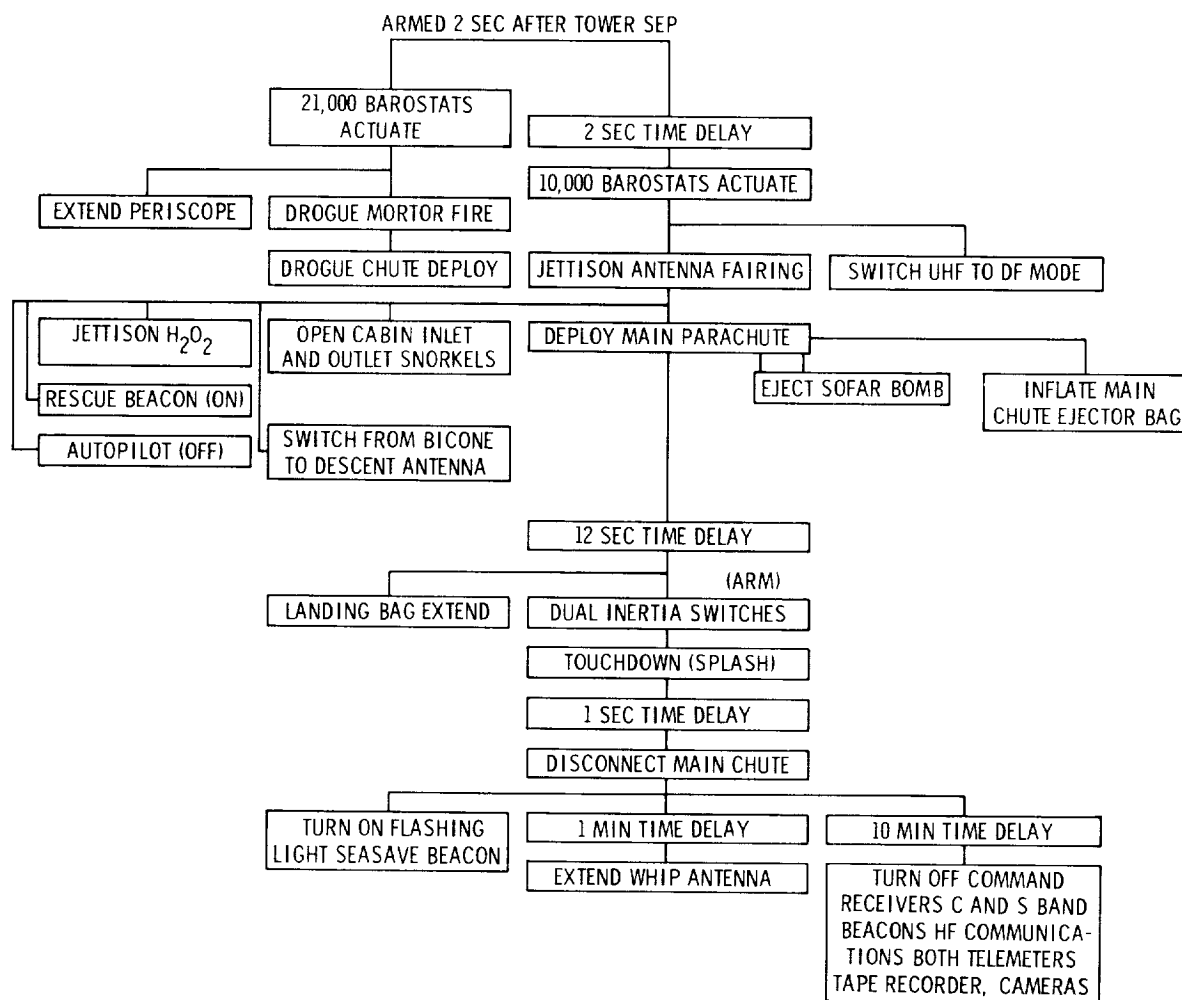 ARMED 2 SEC AFTER TOWER SEP
21,000 BAROSTATS
ACTUATE
2 SEC TIME DELAY
10,000 BAROSTATS ACTUATE
EXTEND PERISCOPE
DROGUE MORTOR FIRE
DROGUE CHUTE DEPLOY
JETTISON ANTENNA FAIRING
SWITCH UHF TO DF MODE
JETTISON H2O2
OPEN CABIN INLET
AND OUTLET SNORKELS
DEPLOY MAIN PARACHUTE
EJECT SOFAR BOMB
INFLATE MAIN
CHUTE EJECTOR BAG
RESCUE BEACON (ON)
AUTOPILOT (OFF)
SWITCH FROM BICONE
TO DESCENT ANTENNA
12 SEC TIME DELAY
(ARM)
LANDING BAG EXTEND
DUAL INERTIA SWITCHES
TOUCHDOWN (SPLASH)
1 SEC TIME DELAY
DISCONNECT MAIN CHUTE
TURN ON FLASHING
LIGHT SEASAVE BEACON
1 MIN TIME DELAY
EXTEND WHIP ANTENNA
10 MIN TIME DELAY
TURN OFF COMMAND
RECEIVERS C AND S BAND
BEACONS HF COMMUNICA-
TIONS BOTH TELEMETERS
TAPE RECORDER, CAMERAS